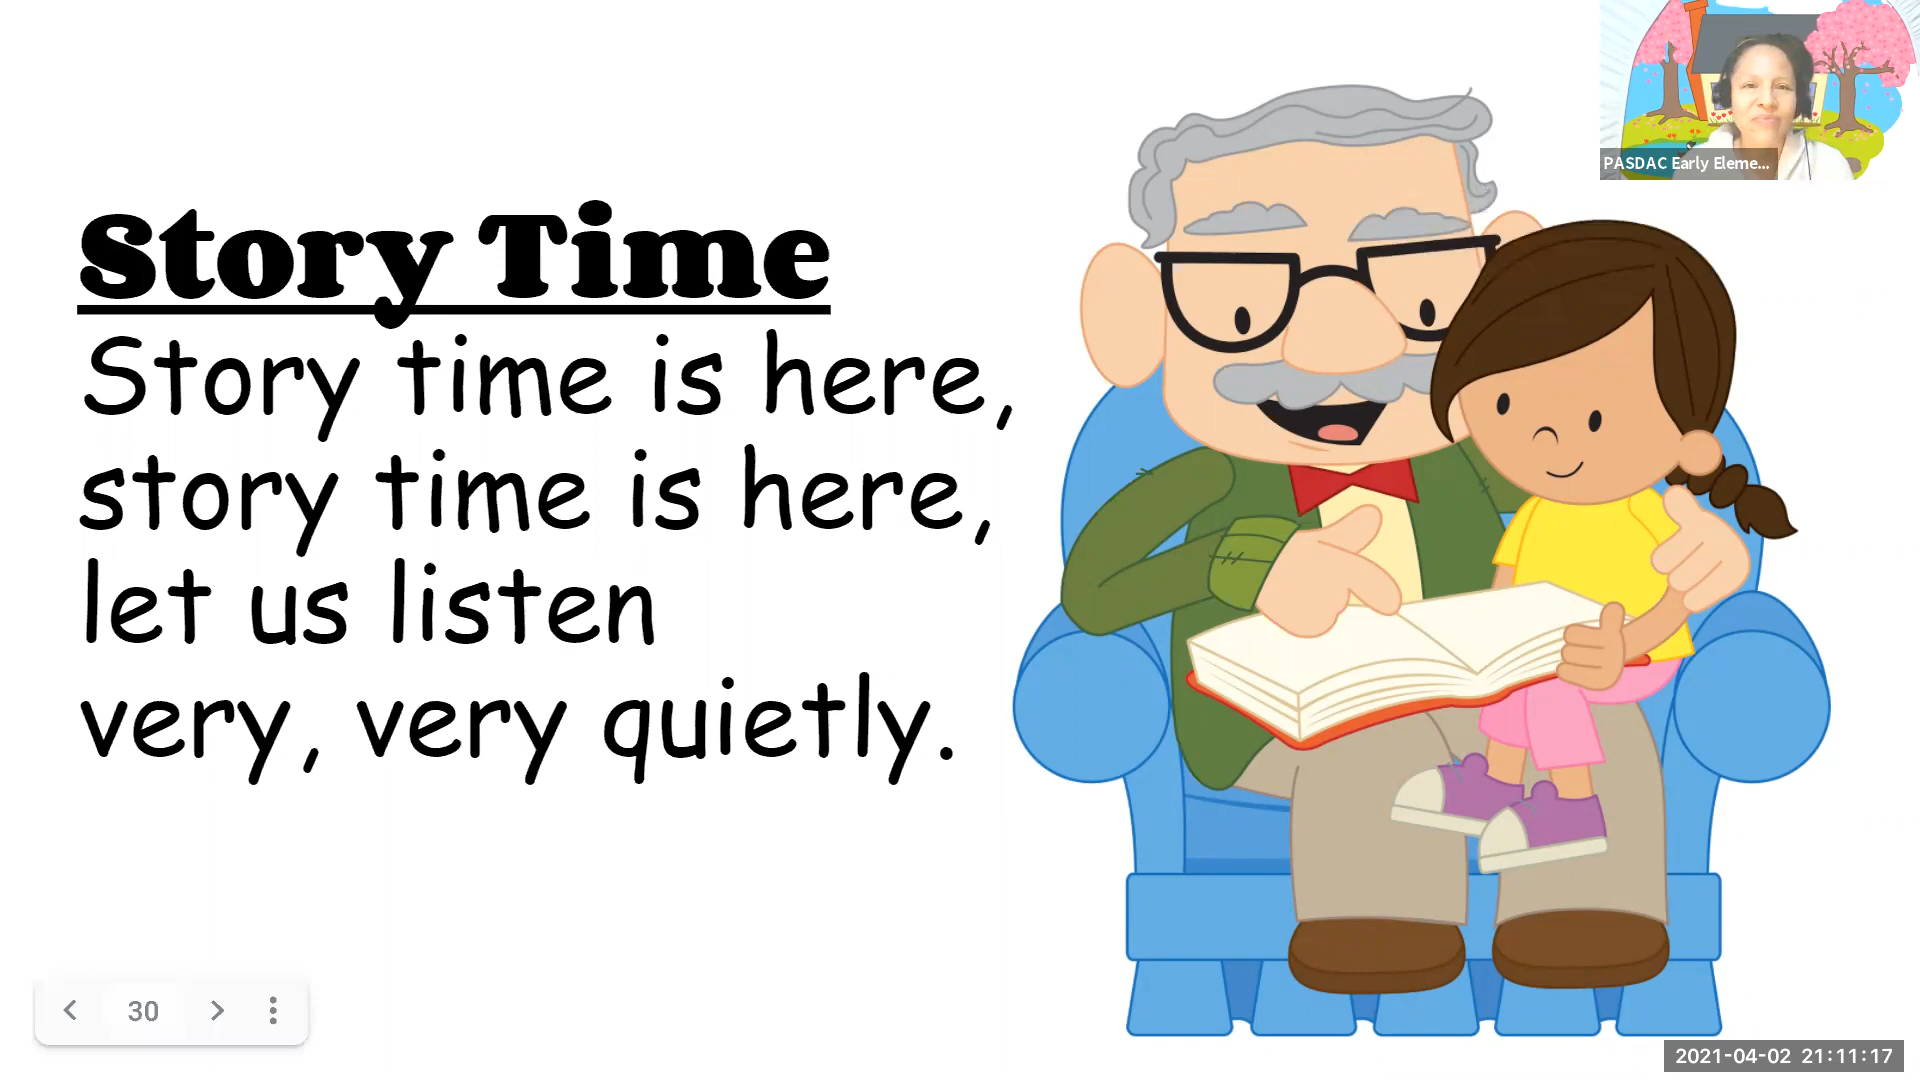 PASDAC Early Eleme...
Story Time
Story time is here,
story time is here,
let us listen
very, very quietly.
30
2021-04-02 21:11:17